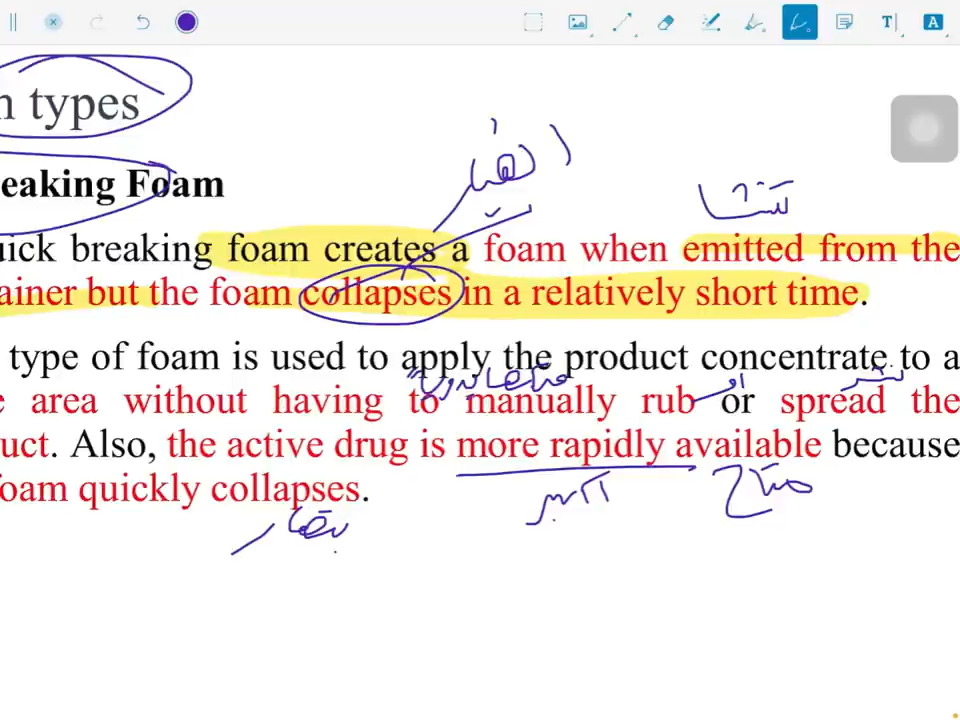 n types
eaking Foam
uick breaking foam creates a foam when emitted from the
ainer but the foam collapses in a relatively short time.
type of foam is used to apply the product concentrate to a
e area without having to manually rub or spread the
uct. Also, the active drug is more rapidly available because
foam quickly collapses.
متاح